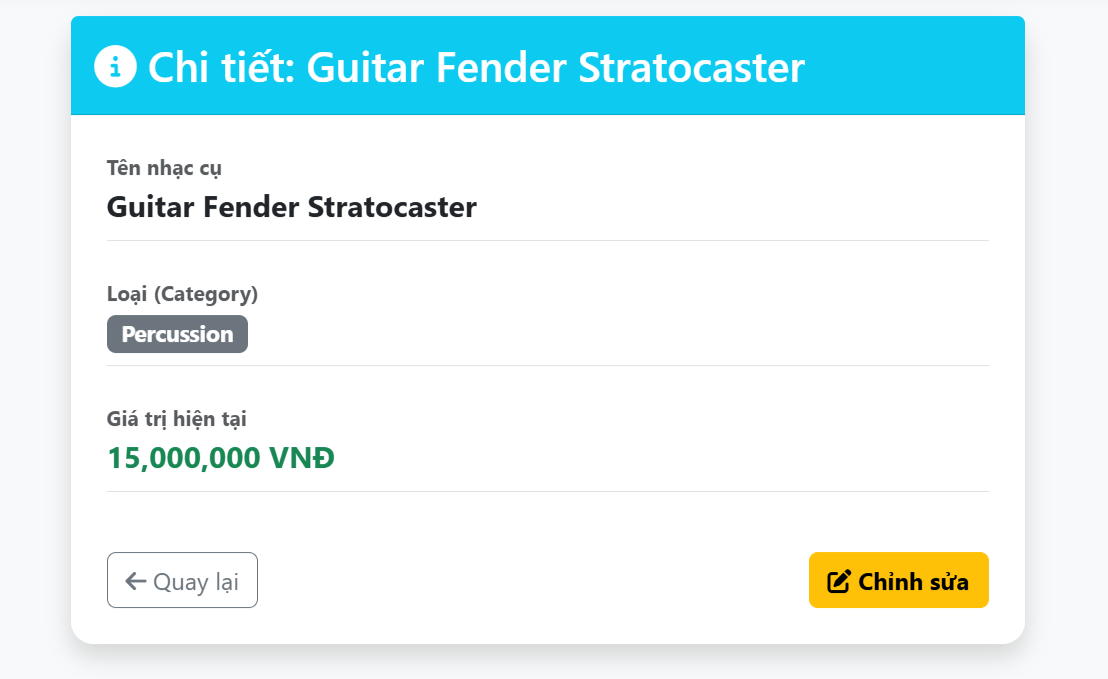 Chi tiết: Guitar Fender Stratocaster
Tên nhạc cụ
Guitar Fender Stratocaster
Loại (Category)
Percussion
Giá trị hiện tại
15,000,000 VNĐ
Quay lại
Chỉnh sửa